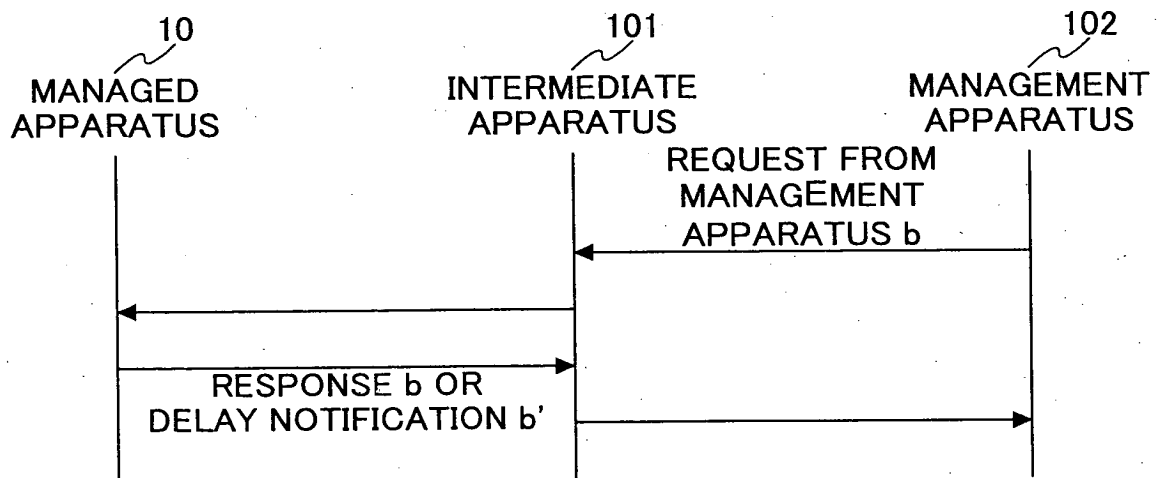 10
MANAGED
APPARATUS
101
INTERMEDIATE
APPARATUS
102
MANAGEMENT
APPARATUS
REQUEST FROM
MANAGEMENT
APPARATUS b
RESPONSE b OR
DELAY NOTIFICATION b'